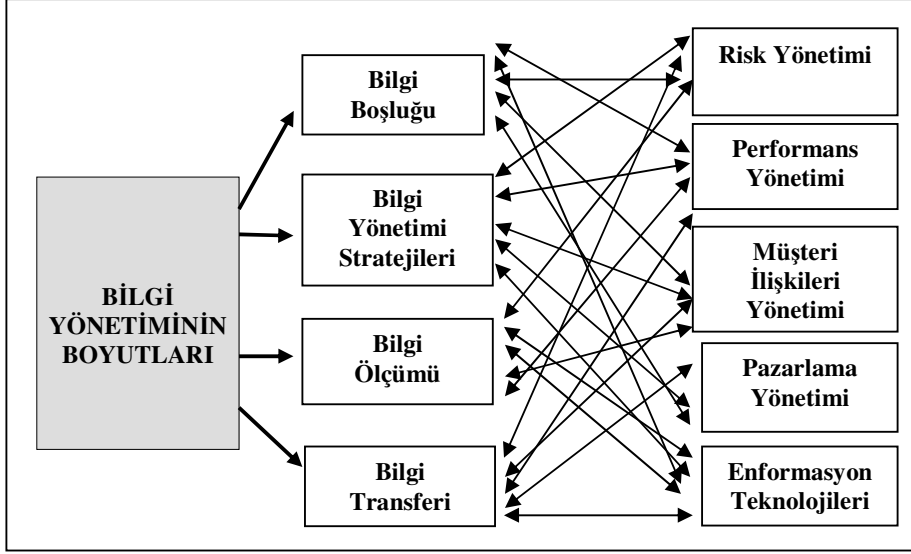 BİLGİ
YÖNETİMİNİN
BOYUTLARI
Bilgi
Boşluğu
Bilgi
Yönetimi
Stratejileri
Bilgi
Ölçümü
Bilgi
Transferi
Risk Yönetimi
Performans
Yönetimi
Müşteri
İlişkileri
Yönetimi
Pazarlama
Yönetimi
Enformasyon
Teknolojileri